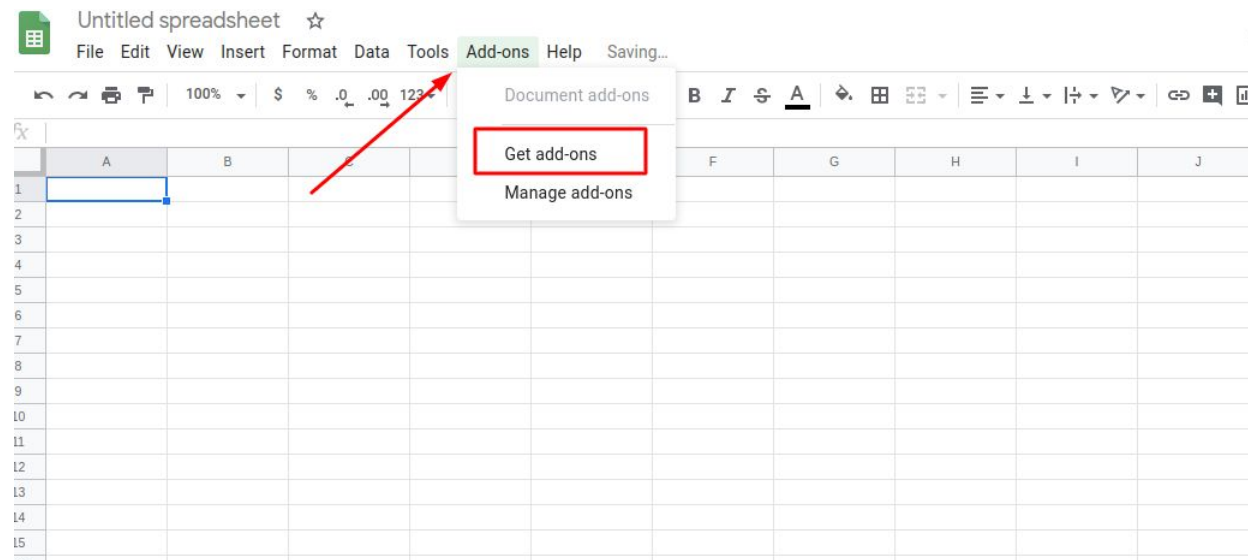 Untitled spreadsheet
File Edit View Insert Format Data Tools Add-ons Help Saving...
100% $ % .0 .00 123 B I S A
Document add-ons
Get add-ons
Manage add-ons
fx
A B C F G H I J
1
2
3
4
5
6
7
8
9
10
11
12
13
14
15